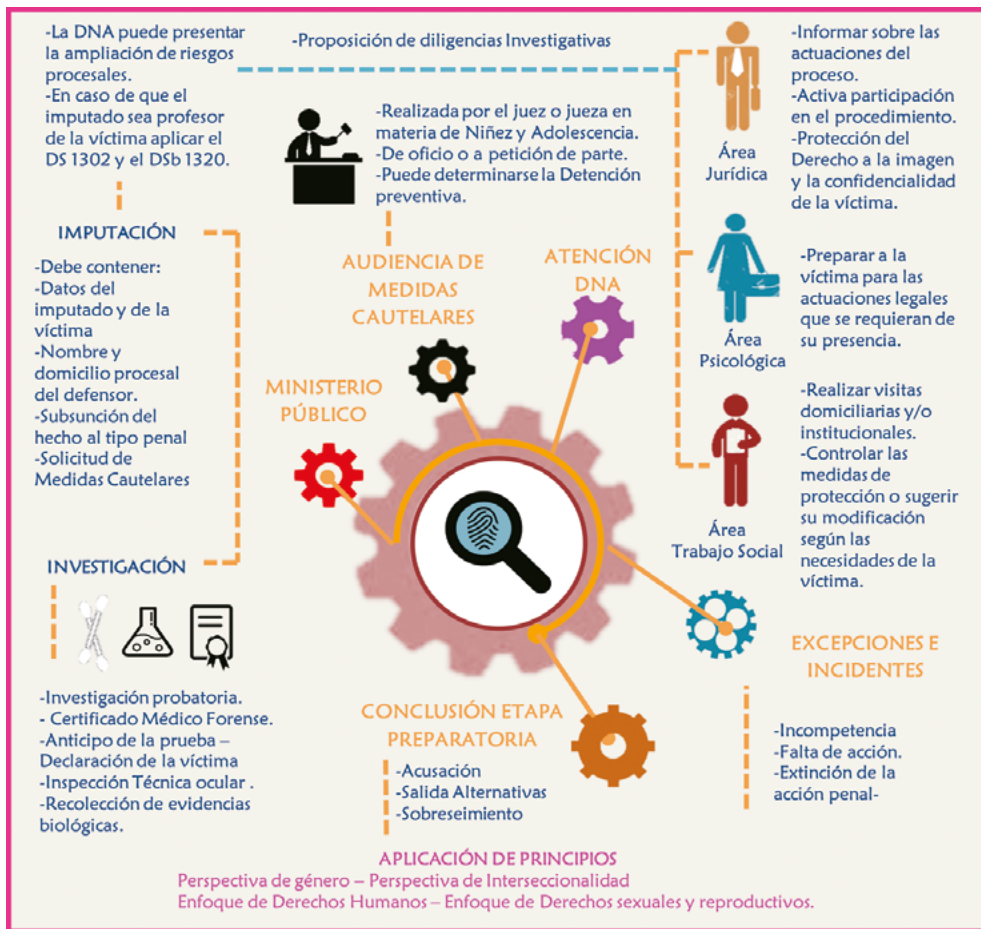 -La DNA puede presentar
la ampliación de riesgos
procesales.
-En caso de que el
imputado sea profesor
de la víctima aplicar el
DS 1302 y el DSb 1320.
-Proposición de diligencias Investigativas
-Informar sobre las
actuaciones del
proceso.
-Activa participación
en el procedimiento.
-Protección del
Derecho a la imagen
y la confidencialidad
de la víctima.
Área
Jurídica
-Realizada por el juez o jueza en
materia de Niñez y Adolescencia.
-De oficio o a petición de parte.
-Puede determinarse la Detención
preventiva.
IMPUTACIÓN
-Debe contener:
-Datos del
imputado y de la
víctima
-Nombre y
domicilio procesal
del defensor.
-Subsunción del
hecho al tipo penal
-Solicitud de
Medidas Cautelares
AUDIENCIA DE
MEDIDAS
CAUTELARES
ATENCIÓN
DNA
MINISTERIO
PÚBLICO
-Preparar a la
víctima para las
actuaciones legales
que se requieran de
su presencia.
Área
Psicológica
-Realizar visitas
domiciliarias y/o
institucionales.
-Controlar las
medidas de
protección o sugerir
su modificación
según las
necesidades de la
víctima.
Área
Trabajo Social
INVESTIGACIÓN
-Investigación probatoria.
- Certificado Médico Forense.
-Anticipo de la prueba –
Declaración de la víctima
-Inspección Técnica ocular .
-Recolección de evidencias
biológicas.
CONCLUSIÓN ETAPA
PREPARATORIA
-Acusación
-Salida Alternativas
-Sobreseimiento
EXCEPCIONES E
INCIDENTES
-Incompetencia
-Falta de acción.
-Extinción de la
acción penal-
APLICACIÓN DE PRINCIPIOS
Perspectiva de género – Perspectiva de Interseccionalidad
Enfoque de Derechos Humanos – Enfoque de Derechos sexuales y reproductivos.